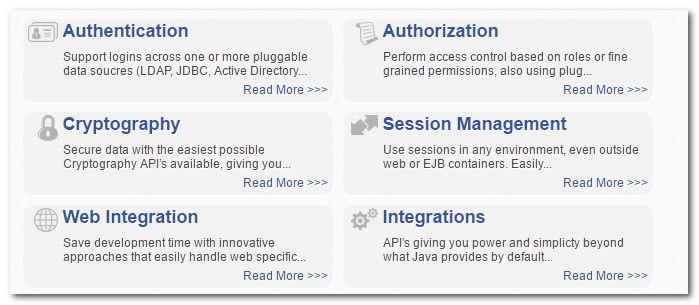 Authentication
Support logins across one or more pluggable
data soucres (LDAP, JDBC, Active Directory...
Read More >>>
Authorization
Perform access control based on roles or fine
grained permissions, also using plug...
Read More >>>
Cryptography
Secure data with the easiest possible
Cryptography API's available, giving you...
Read More >>>
Session Management
Use sessions in any environment, even outside
web or EJB containers. Easily...
Read More >>>
Web Integration
Save development time with innovative
approaches that easily handle web specific...
Read More >>>
Integrations
API's giving you power and simplicty beyond
what Java provides by default...
Read More >>>